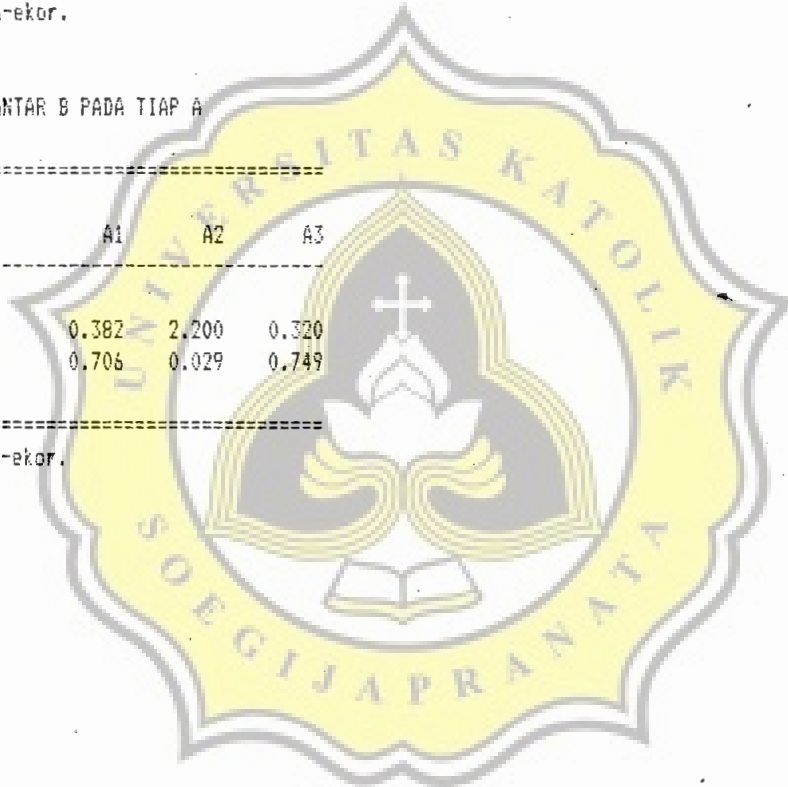 -ekor.
ANTAR B PADA TIAP A
==============================
A1 A2 A3
------------------------------
0.382 2.200 0.320
0.706 0.029 0.749
==============================
-ekor.
UNIVERSITAS KATOLIK
SOEGIJAPRANATA